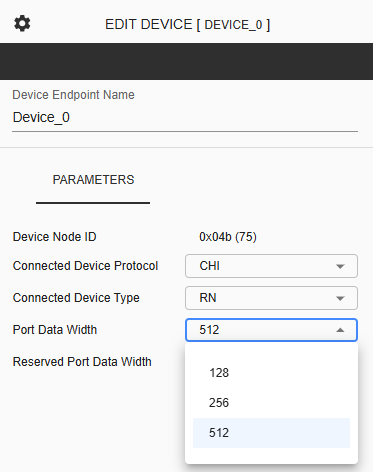 EDIT DEVICE [ DEVICE_0 ]
Device Endpoint Name
Device_0
PARAMETERS
Device Node ID 0x04b (75)
Connected Device Protocol CHI
Connected Device Type RN
Port Data Width 512
Reserved Port Data Width
128
256
512